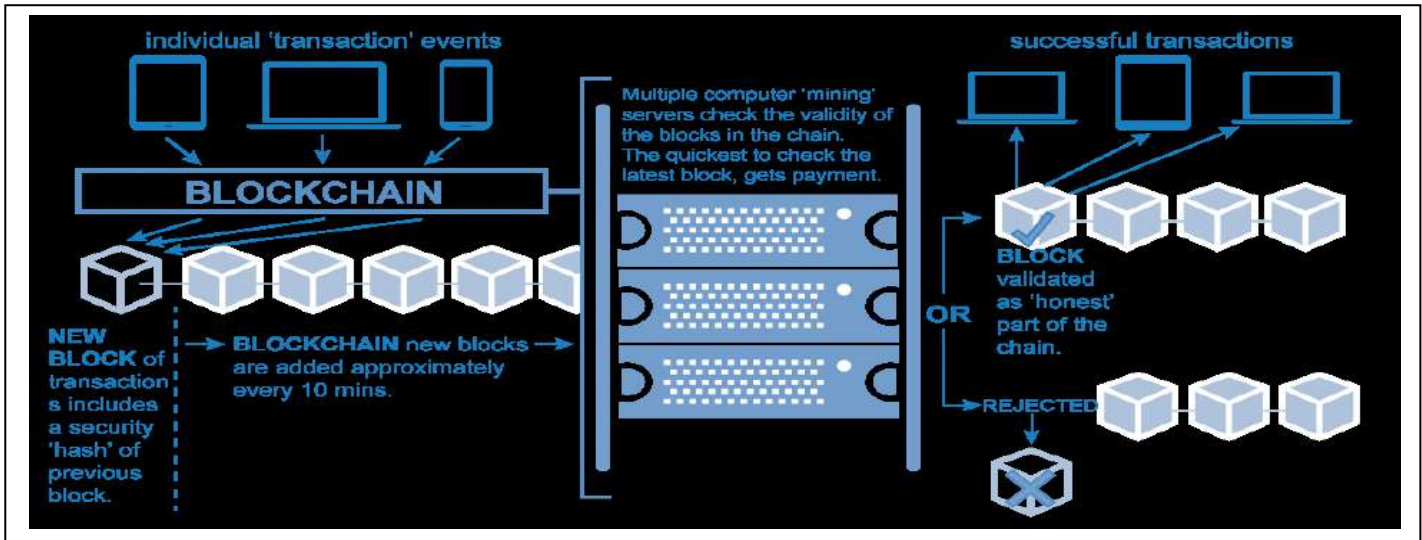 individual 'transaction' events
BLOCKCHAIN
NEW
BLOCK of
transaction
s includes
a security
'hash' of
previous
block.
BLOCKCHAIN new blocks
are added approximately
every 10 mins.
Multiple computer 'mining'
servers check the validity of
the blocks in the chain.
The quickest to check the
latest block, gets payment.
OR
successful transactions
BLOCK
validated
as 'honest'
part of the
chain.
REJECTED